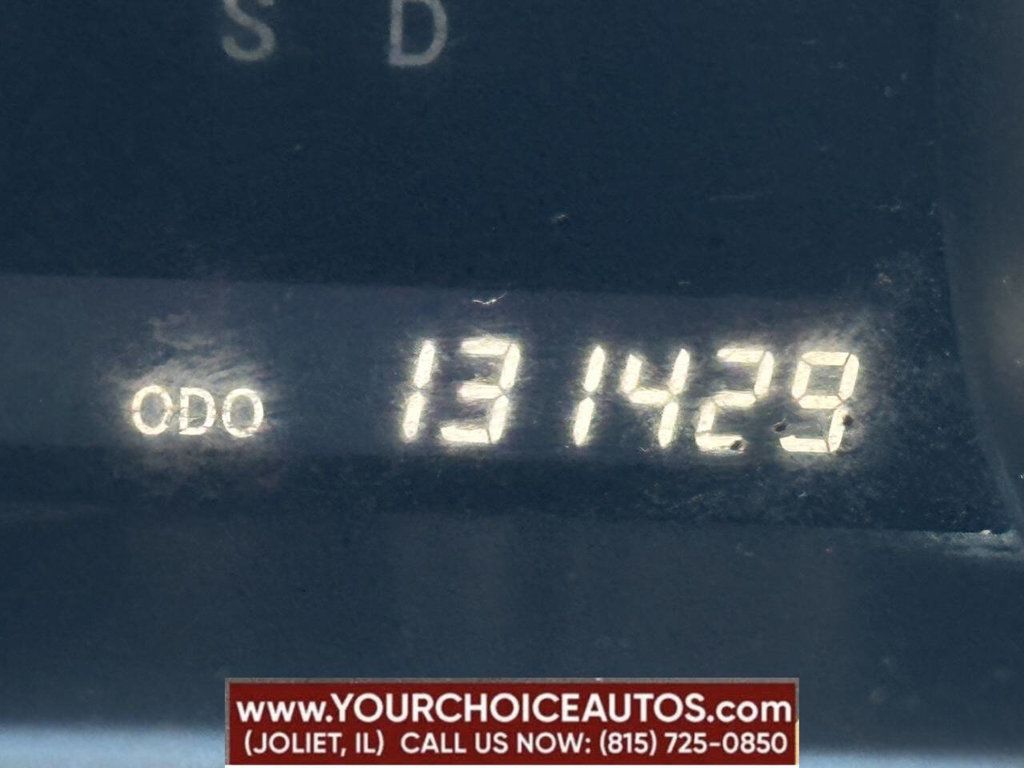 S D
ODO 131429
www.YOURCHOICEAUTOS.com
(JOLIET, IL) CALL US NOW: (815) 725-0850